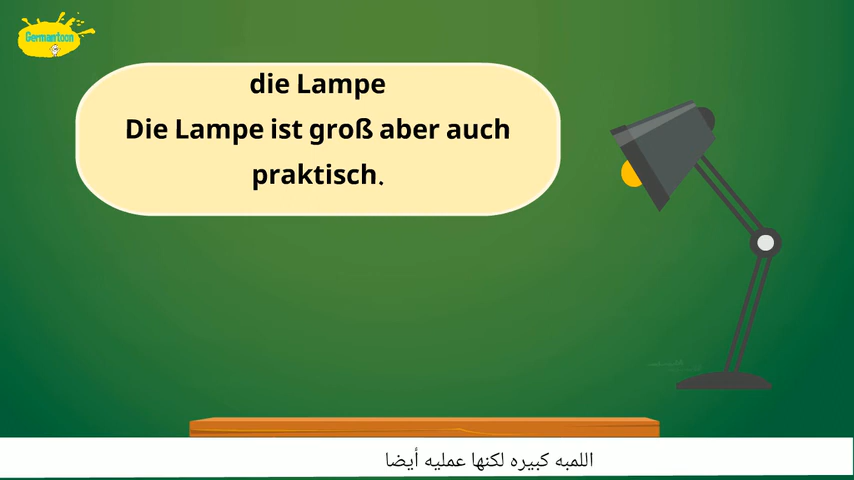 Germantoon
die Lampe
Die Lampe ist groß aber auch
praktisch.
اللمبه كبيره لكنها عمليه أيضا